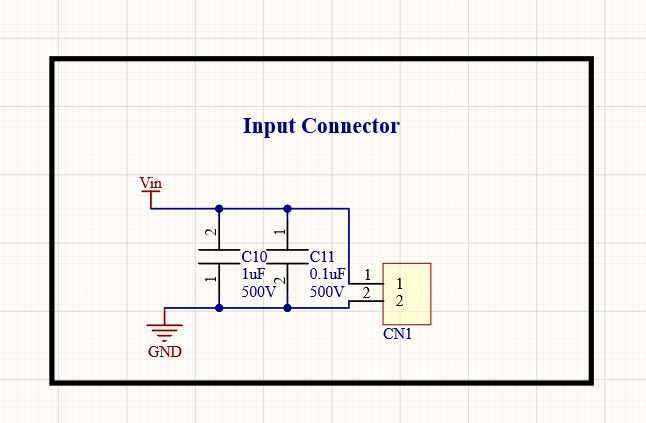 Input Connector
Vin
2
1
C10
1uF
500V
1
2
C11
0.1uF
500V
1
2
1
2
CN1
GND